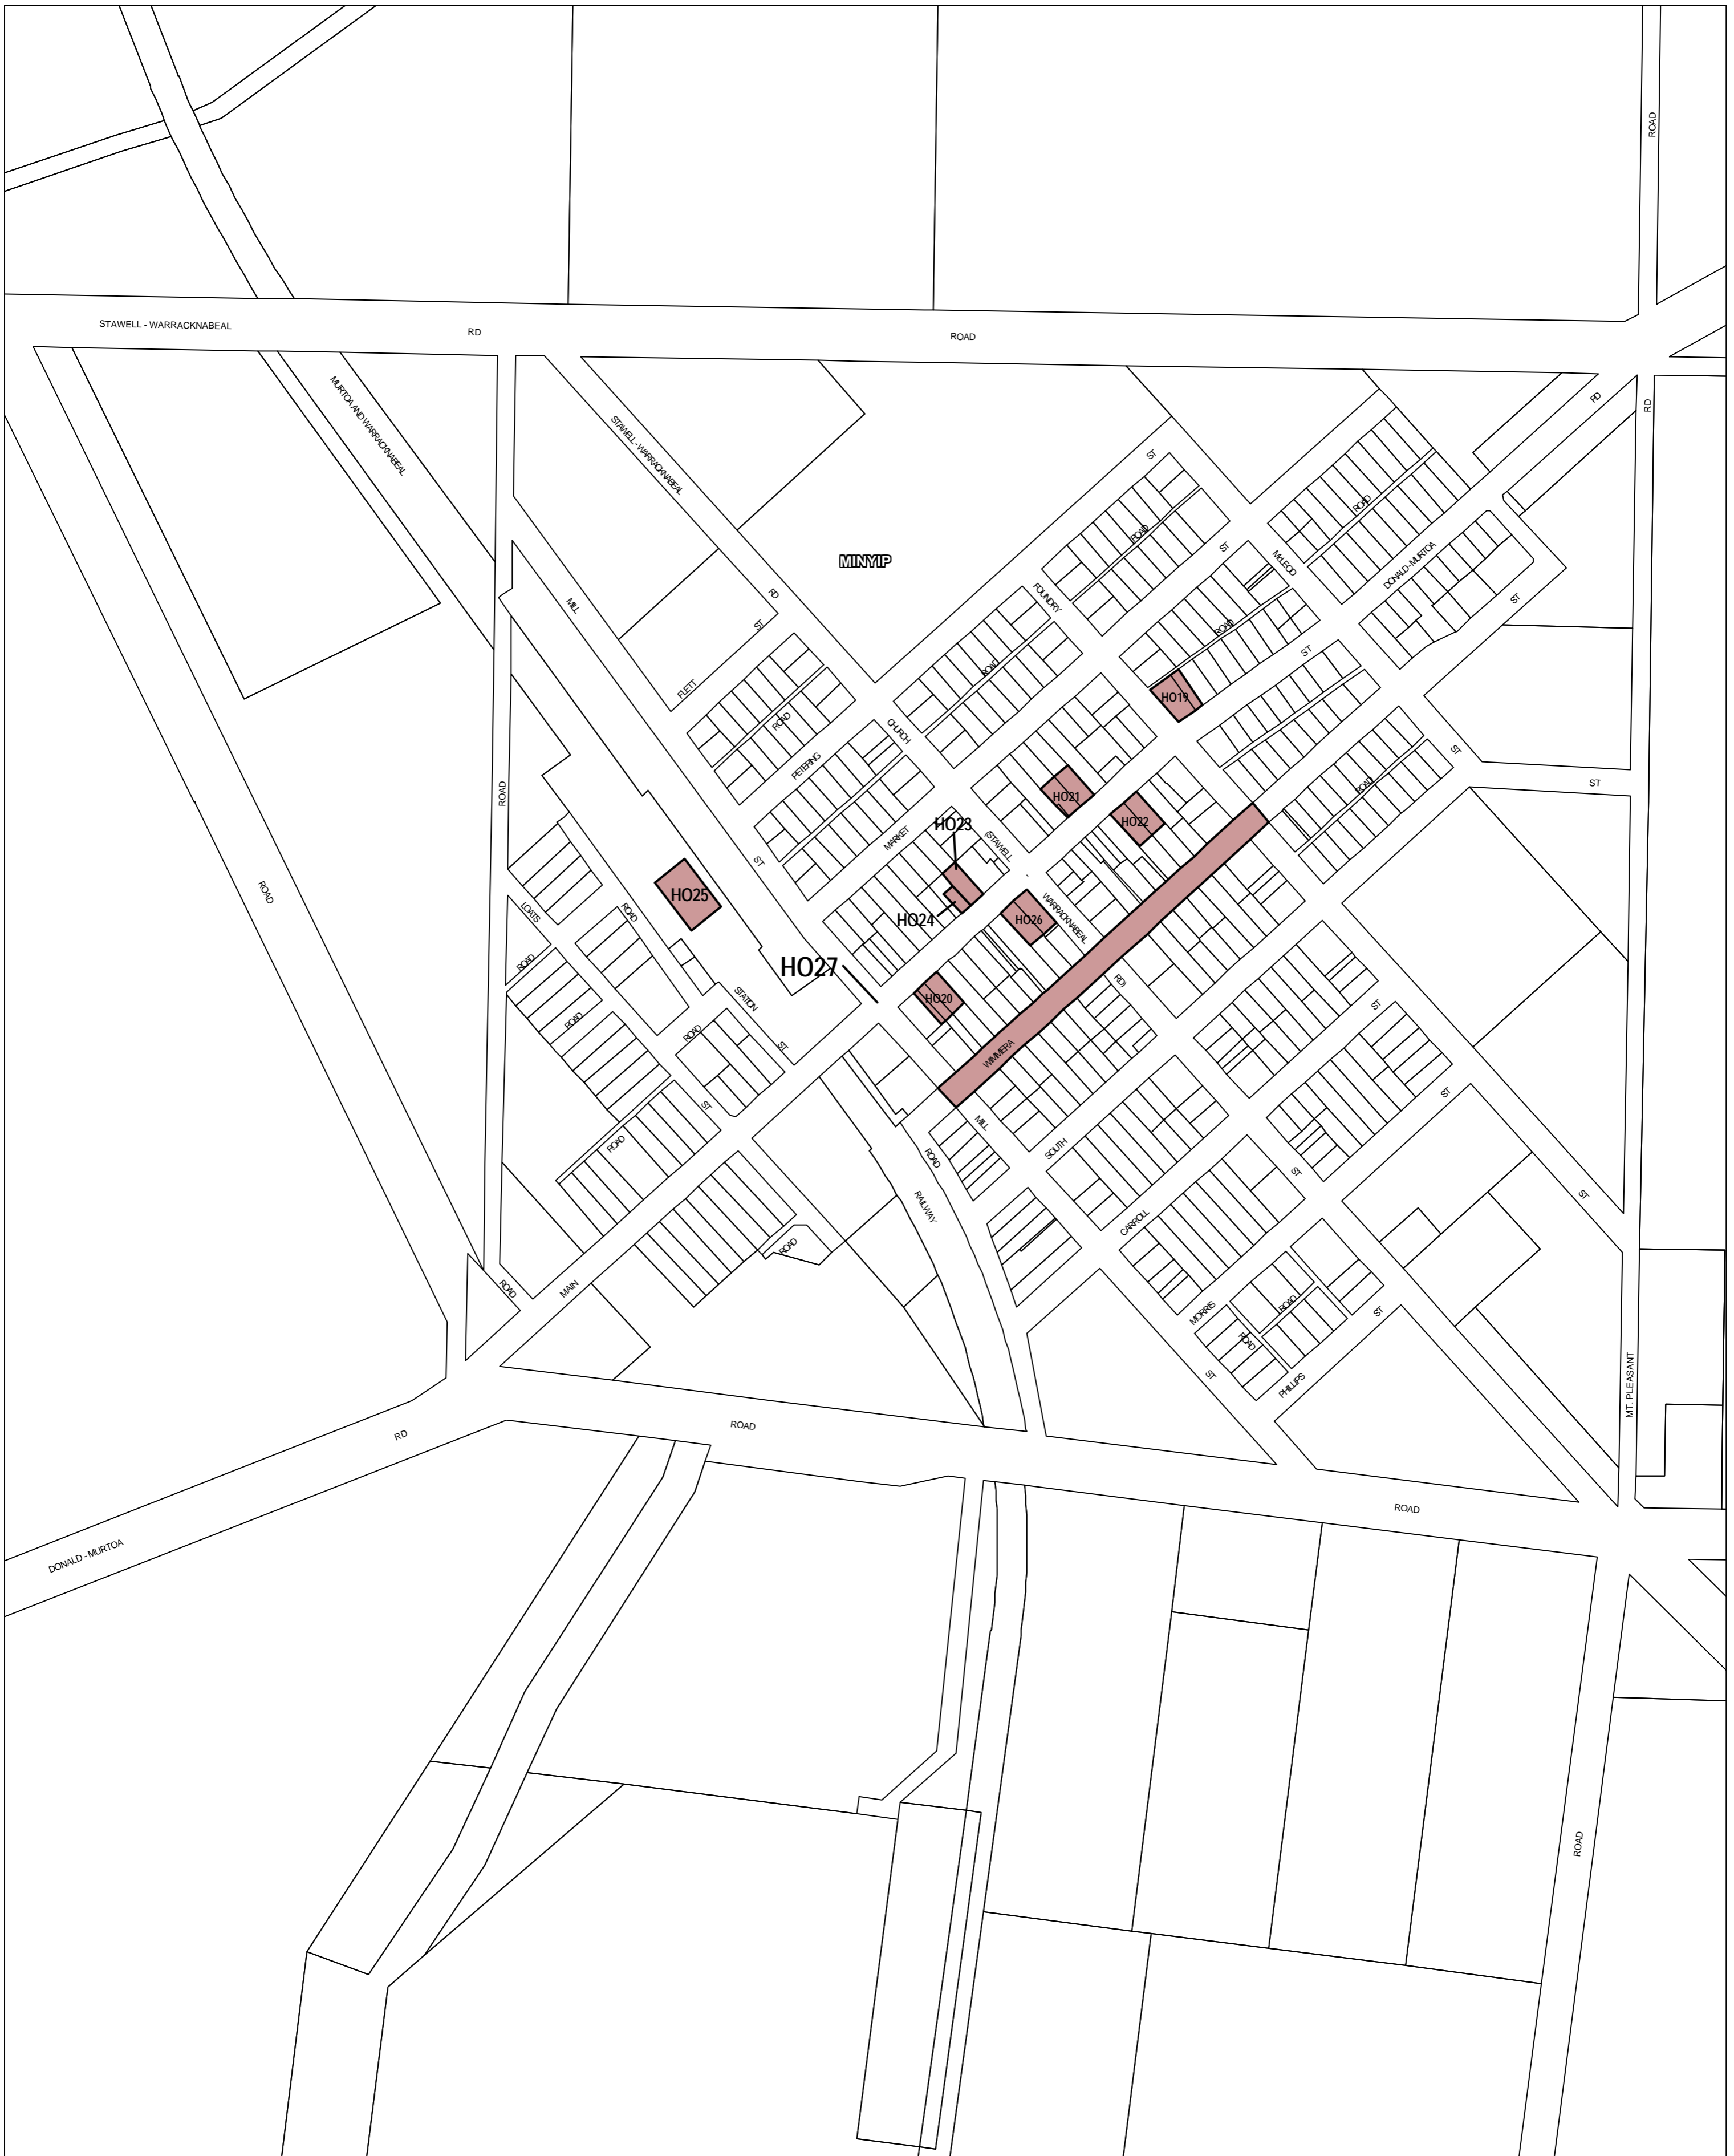 ROAD
STAWELL - WARRACKNABEAL
RD
ROAD
MURTOA AND WARRACKNABEAL
STAWELL - WARRACKNABEAL
RD
RD
ST
ROAD
ROAD
ST
McLEOD
DONALD - MURTOA
MINYIP
RD
FOUNDRY
MILL
ST
ST
ROAD
ST
FLETT
ROAD
HO19
ROAD
CHURCH
ST
PETERING
ROAD
ST
ROAD
HO21
HO22
HO23
MARKET
(STAWELL
ST
ROAD
HO25
LOATS
ROAD
HO24
HO26
WARRACKNABEAL
ROAD
HO27
RD)
HO20
STATION
ST
ROAD
ROAD
ST
WIMMERA
ROAD
ST
MILL
ST
ROAD
SOUTH
ROAD
ST
RAILWAY
ST
CARROLL
ROAD
MAIN
ROAD
MORRIS
ROAD
ROAD
ST
ST
PHILLIPS
MT. PLEASANT
ROAD
RD
ROAD
DONALD - MURTOA
ROAD